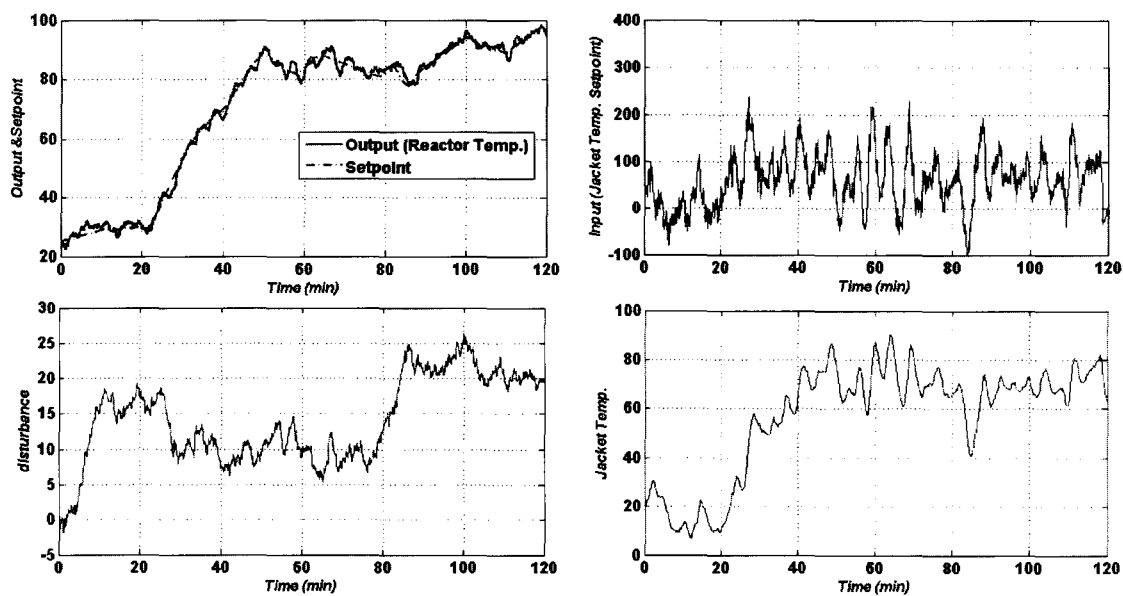 100
80
60
40
20
Output &Setpoint
Output (Reactor Temp.)
Setpoint
0 20 40 60 80 100 120
Time (min)
400
300
200
100
0
-100
Input (Jacket Temp. Setpoint)
0 20 40 60 80 100 120
Time (min)
30
25
20
15
10
5
0
-5
disturbance
0 20 40 60 80 100 120
Time (min)
100
80
60
40
20
0
Jacket Temp.
0 20 40 60 80 100 120
Time (min)